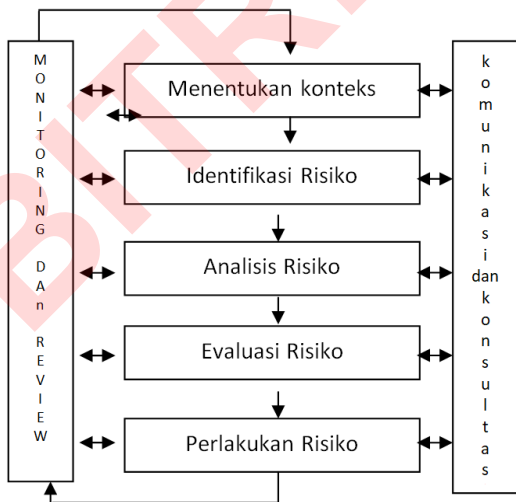 MONITORING DAn REVIEW
Menentukan konteks
Identifikasi Risiko
Analisis Risiko
Evaluasi Risiko
Perlakukan Risiko
komunikasi dan konsultas